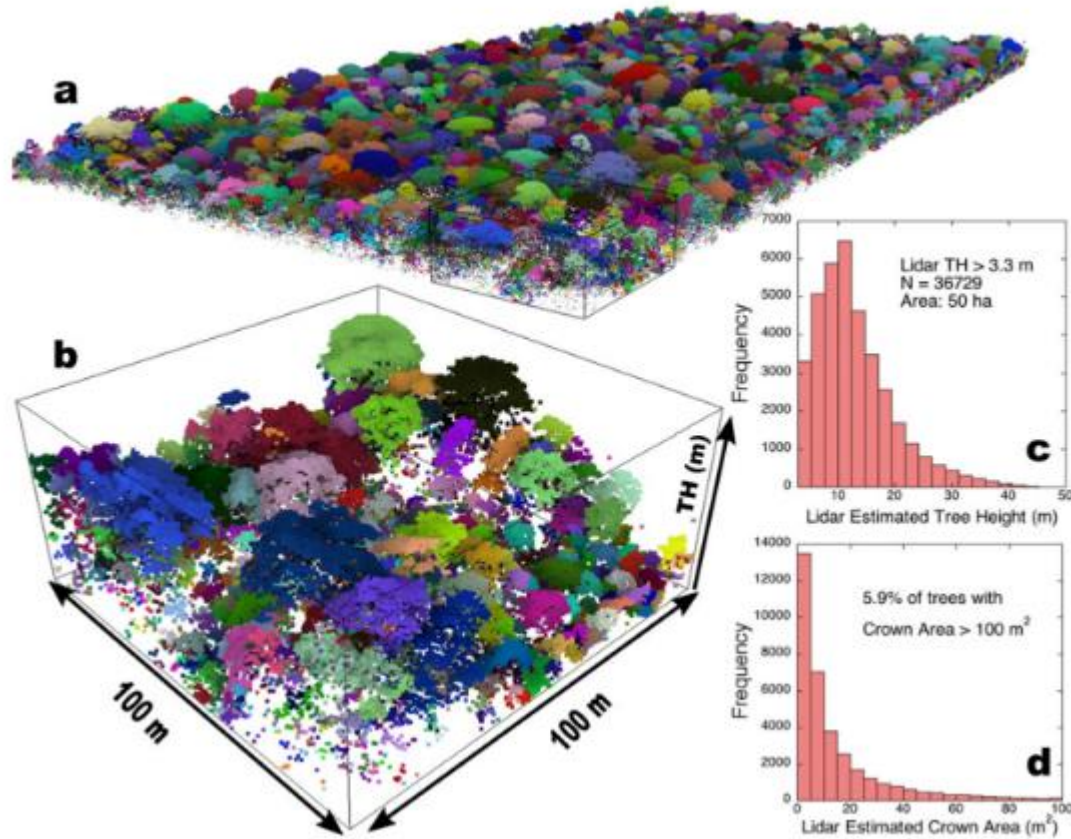 a
b
TH (m)
100 m
100 m
7000
6000
5000
4000
3000
2000
1000
0
Frequency
Lidar TH > 3.3 m
N = 36729
Area: 50 ha
c
10
20
30
40
50
Lidar Estimated Tree Height (m)
14000
12000
10000
8000
6000
4000
2000
0
Frequency
5.9% of trees with
Crown Area > 100 m²
d
0
20
40
60
80
100
Lidar Estimated Crown Area (m²)